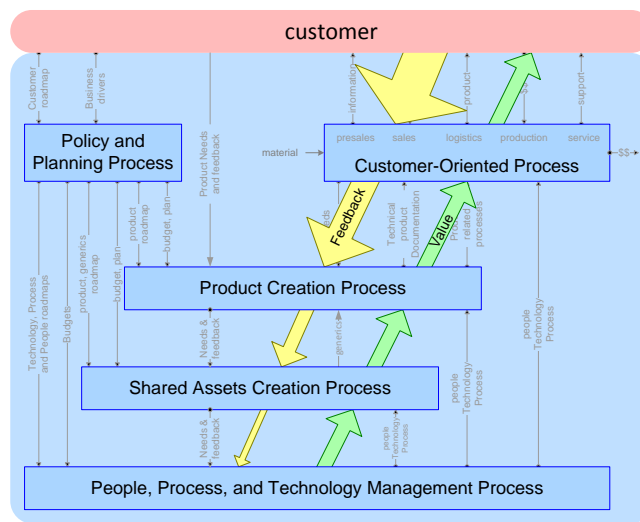 customer
Customer
roadmap
Business
drivers
Product Needs
and feedback
information
product
$$
support
Policy and
Planning Process
presales sales logistics production service
material
Customer-Oriented Process
$$
Technology, Process
and People roadmaps
Budgets
product, generics
roadmap
budget, plan
product
roadmap
budget, plan
Feedback
Technical
product
Documentation
Value
related
processes
people
Technology
Process
Product Creation Process
Needs &
feedback
generics
people
Technology
Process
Shared Assets Creation Process
Needs &
feedback
people
Technology
Process
People, Process, and Technology Management Process